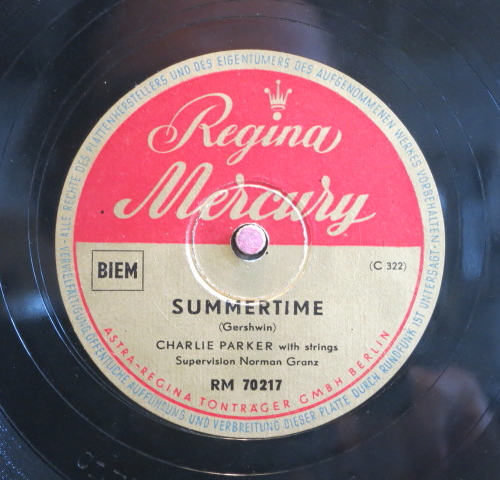 ALLE RECHTE DES PLATTENHERSTELLERS UND DES EIGENTÜMERS DES AUFGENOMMENEN WERKES VORBEHALTEN
Regina
Mercury
BIEM
(C 322)
SUMMERTIME
(Gershwin)
CHARLIE PARKER with strings
Supervision Norman Granz
RM 70217
ASTRA-REGINA TONTRÄGER GMBH BERLIN
VERVIELFÄLTIGUNG, ÖFFENTLICHE AUFFÜHRUNG UND VERBREITUNG DIESER PLATTE DURCH RUNDFUNK IST UNTERSAGT